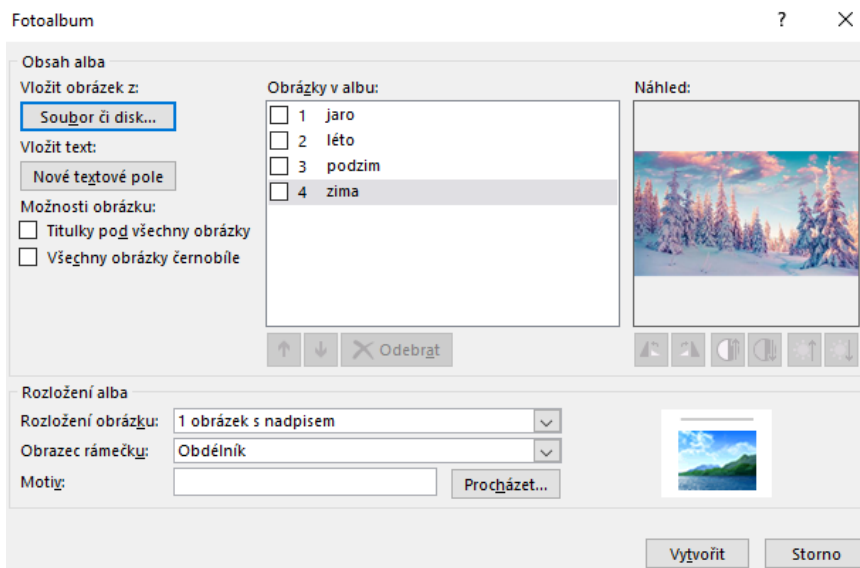 Fotoalbum
Obsah alba
Vložit obrázek z:
Soubor či disk...
Vložit text:
Nové textové pole
Možnosti obrázku:
Titulky pod všechny obrázky
Všechny obrázky černobíle
Obrázky v albu:
1 jaro
2 léto
3 podzim
4 zima
Odebrat
Náhled:
Rozložení alba
Rozložení obrázku: 1 obrázek s nadpisem
Obrazec rámečku: Obdélník
Motiv:
Procházet...
Vytvořit
Storno